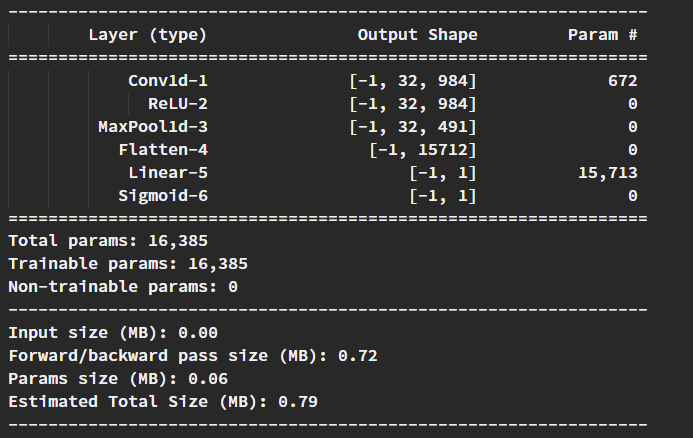 ----------------------------------------------------------------
        Layer (type)               Output Shape         Param #
================================================================
            Conv1d-1              [-1, 32, 984]             672
              ReLU-2              [-1, 32, 984]               0
         MaxPool1d-3              [-1, 32, 491]               0
           Flatten-4                [-1, 15712]               0
            Linear-5                    [-1, 1]          15,713
           Sigmoid-6                    [-1, 1]               0
================================================================
Total params: 16,385
Trainable params: 16,385
Non-trainable params: 0
----------------------------------------------------------------
Input size (MB): 0.00
Forward/backward pass size (MB): 0.72
Params size (MB): 0.06
Estimated Total Size (MB): 0.79
----------------------------------------------------------------